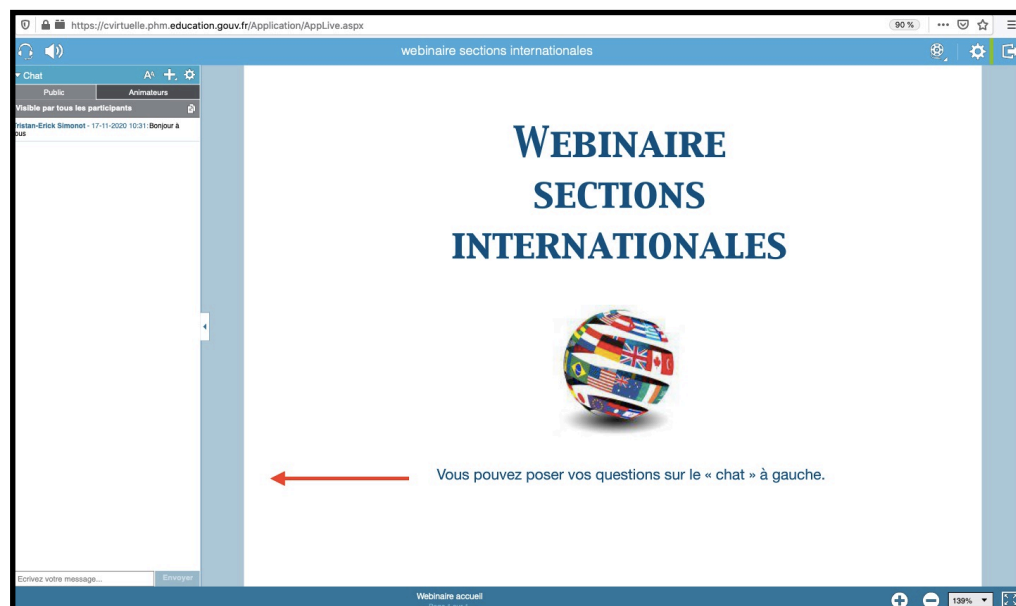 https://cvirtuelle.phm.education.gouv.fr/Application/AppLive.aspx
90 %
webinaire sections internationales
Chat
Public
Animateurs
Visible par tous les participants
Tristan-Erick Simonot - 17-11-2020 10:31: Bonjour à
ous
WEBINAIRE
SECTIONS
INTERNATIONALES
Vous pouvez poser vos questions sur le « chat » à gauche.
Ecrivez votre message...
Envoyer
Webinaire accueil
139%